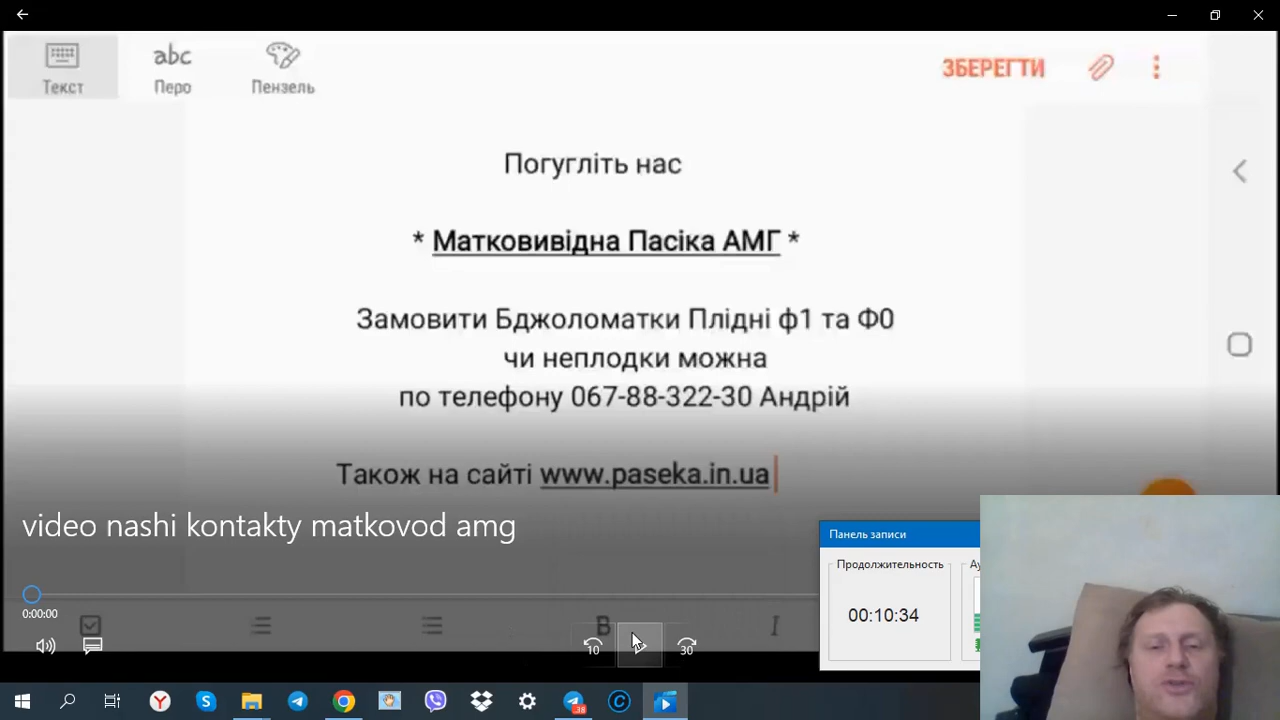 Текст
abc
Перо
Пензель
ЗБЕРЕГТИ
Погугліть нас
* Матковивідна Пасіка АМГ *
Замовити Бджоломатки Плідні ф1 та Ф0
чи неплодки можна
по телефону 067-88-322-30 Андрій
Також на сайті www.paseka.in.ua
video nashi kontakty matkovod amg
0:00:00
B
I
10
30
Панель записи
Продолжительность
00:10:34
38